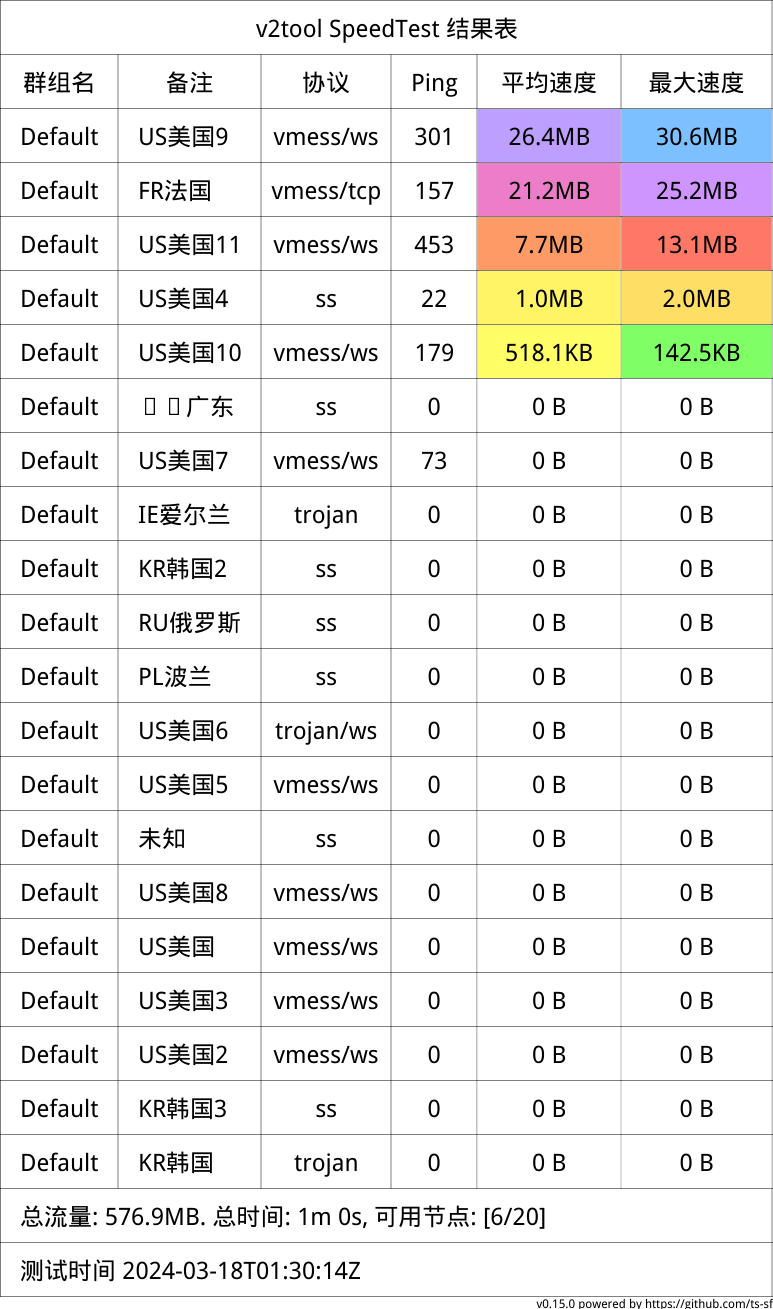 v2tool SpeedTest 结果表
群组名 备注 协议 Ping 平均速度 最大速度
Default US美国9 vmess/ws 301 26.4MB 30.6MB
Default FR法国 vmess/tcp 157 21.2MB 25.2MB
Default US美国11 vmess/ws 453 7.7MB 13.1MB
Default US美国4 ss 22 1.0MB 2.0MB
Default US美国10 vmess/ws 179 518.1KB 142.5KB
Default 广东 ss 0 0 B 0 B
Default US美国7 vmess/ws 73 0 B 0 B
Default IE爱尔兰 trojan 0 0 B 0 B
Default KR韩国2 ss 0 0 B 0 B
Default RU俄罗斯 ss 0 0 B 0 B
Default PL波兰 ss 0 0 B 0 B
Default US美国6 trojan/ws 0 0 B 0 B
Default US美国5 vmess/ws 0 0 B 0 B
Default 未知 ss 0 0 B 0 B
Default US美国8 vmess/ws 0 0 B 0 B
Default US美国 vmess/ws 0 0 B 0 B
Default US美国3 vmess/ws 0 0 B 0 B
Default US美国2 vmess/ws 0 0 B 0 B
Default KR韩国3 ss 0 0 B 0 B
Default KR韩国 trojan 0 0 B 0 B
总流量: 576.9MB. 总时间: 1m 0s, 可用节点: [6/20]
测试时间 2024-03-18T01:30:14Z
v0.15.0 powered by https://github.com/ts-sf